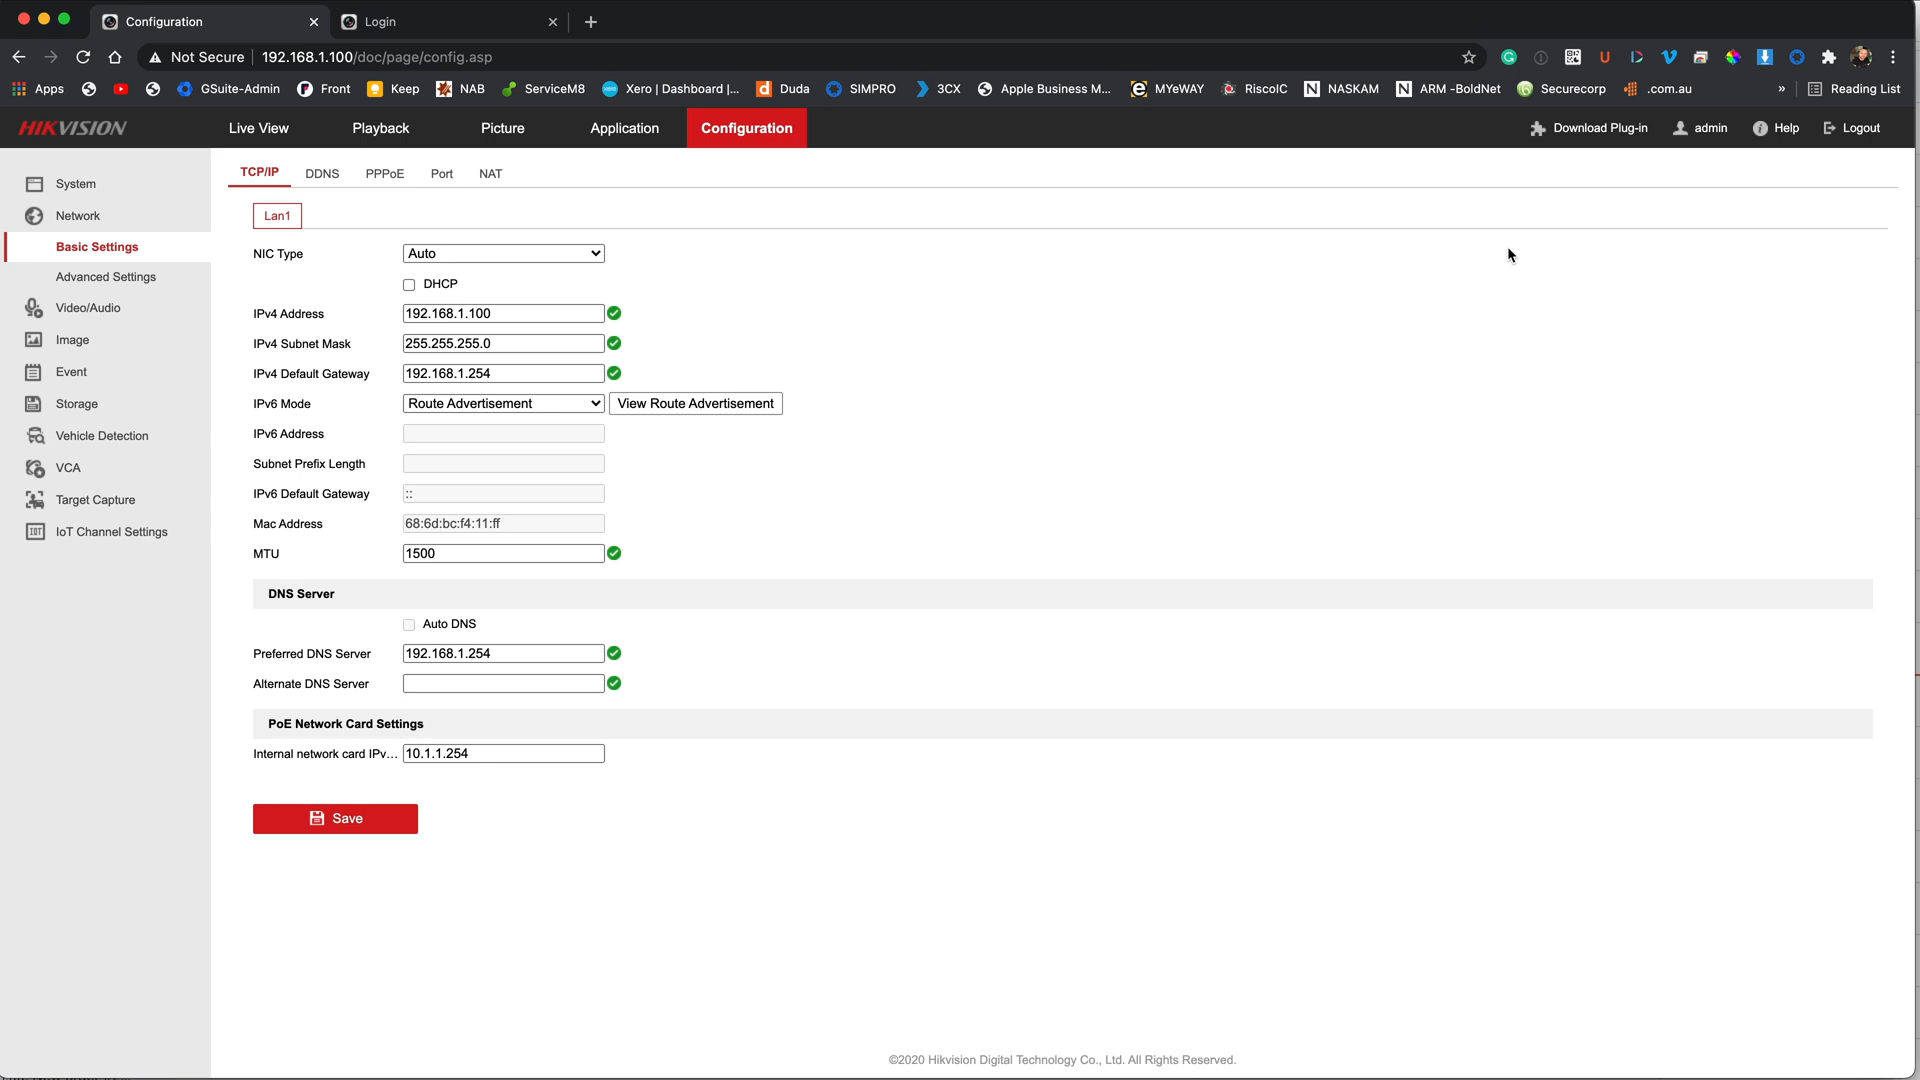 Configuration
Login
Not Secure 192.168.1.100/doc/page/config.asp
Apps GSuite-Admin Front Keep NAB ServiceM8 Xero | Dashboard |... Duda SIMPRO 3CX Apple Business M... MYeWAY RiscoIC NASKAM ARM -BoldNet Securecorp .com.au » Reading List
HIKVISION Live View Playback Picture Application Configuration Download Plug-in admin Help Logout
System
Network
Basic Settings
Advanced Settings
Video/Audio
Image
Event
Storage
Vehicle Detection
VCA
Target Capture
IoT Channel Settings
TCP/IP DDNS PPPoE Port NAT
Lan1
NIC Type Auto
DHCP
IPv4 Address 192.168.1.100
IPv4 Subnet Mask 255.255.255.0
IPv4 Default Gateway 192.168.1.254
IPv6 Mode Route Advertisement View Route Advertisement
IPv6 Address
Subnet Prefix Length
IPv6 Default Gateway ::
Mac Address 68:6d:bc:f4:11:ff
MTU 1500
DNS Server
Auto DNS
Preferred DNS Server 192.168.1.254
Alternate DNS Server
PoE Network Card Settings
Internal network card IPv... 10.1.1.254
Save
©2020 Hikvision Digital Technology Co., Ltd. All Rights Reserved.